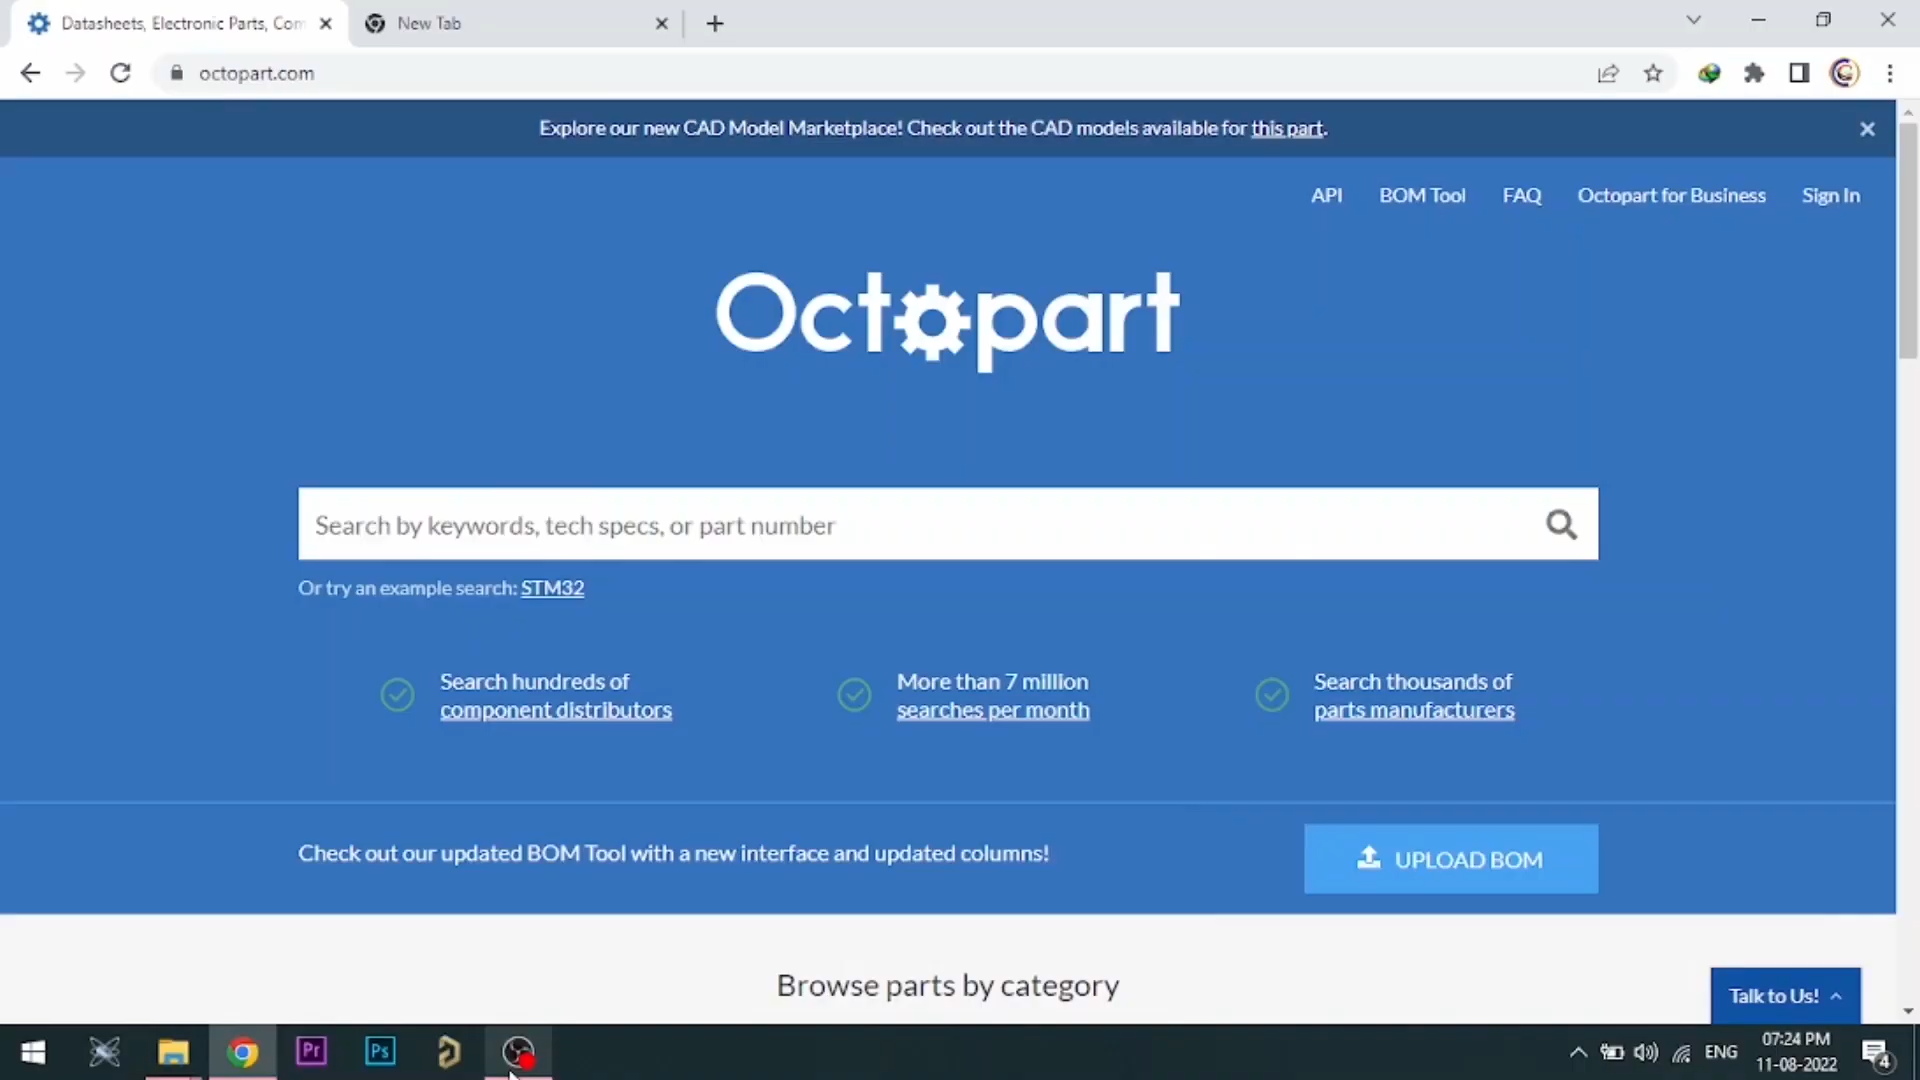 Datasheets, Electronic Parts, Com
New Tab
octopart.com
Explore our new CAD Model Marketplace! Check out the CAD models available for this part.
API BOM Tool FAQ Octopart for Business Sign In
Octopart
Search by keywords, tech specs, or part number
Or try an example search: STM32
Search hundreds of
component distributors
More than 7 million
searches per month
Search thousands of
parts manufacturers
Check out our updated BOM Tool with a new interface and updated columns!
UPLOAD BOM
Browse parts by category
Talk to Us!
Pr
Ps
ENG
07:24 PM
11-08-2022
4